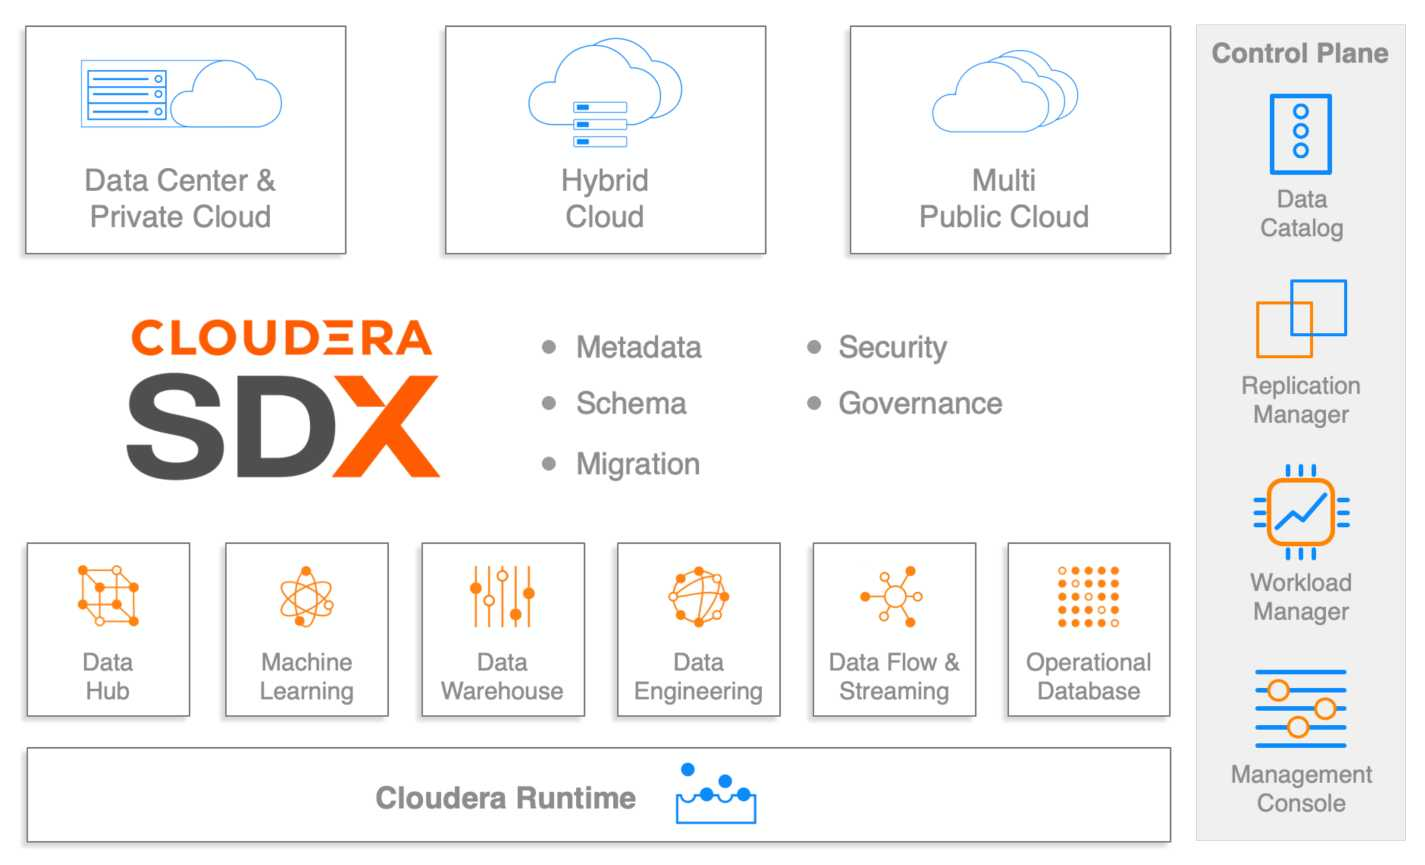 Data Center &
Private Cloud
Hybrid
Cloud
Multi
Public Cloud
CLOUDERA
SDX
• Metadata
• Schema
• Migration
• Security
• Governance
Data
Hub
Machine
Learning
Data
Warehouse
Data
Engineering
Data Flow &
Streaming
Operational
Database
Cloudera Runtime
Control Plane
Data
Catalog
Replication
Manager
Workload
Manager
Management
Console